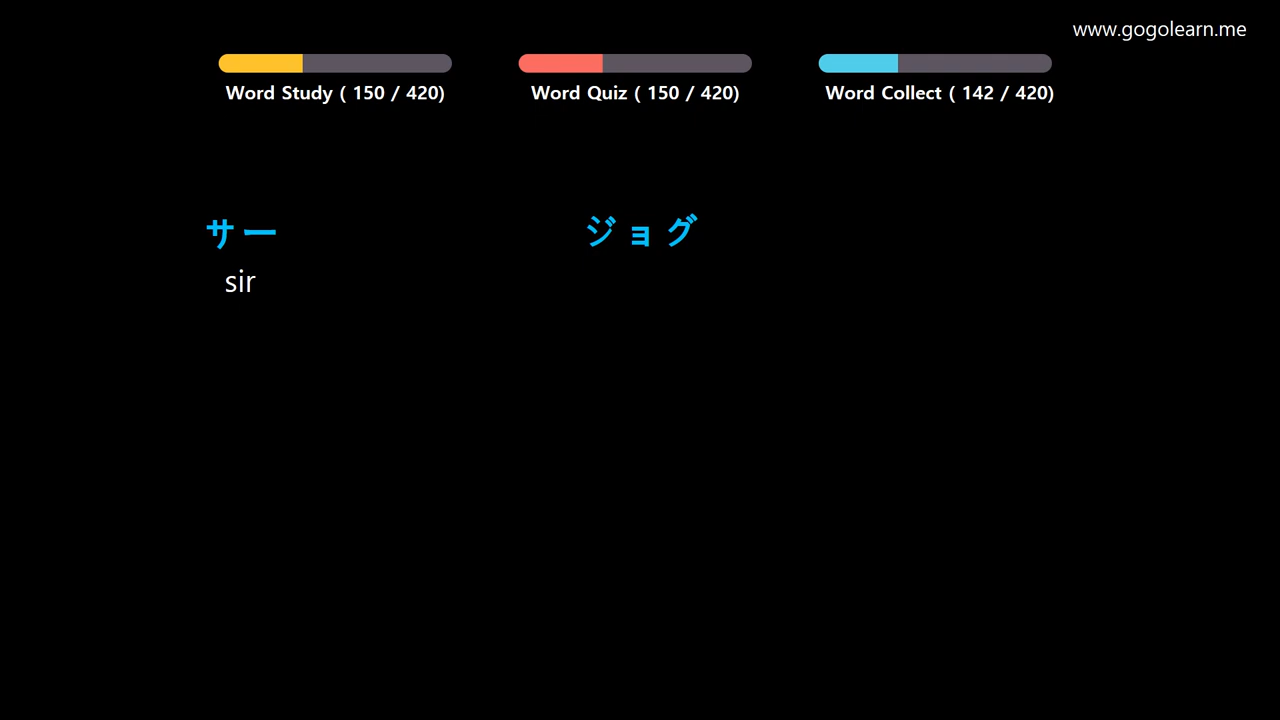 www.gogolearn.me
Word Study ( 150 / 420)
Word Quiz ( 150 / 420)
Word Collect ( 142 / 420)
サー
sir
ジョグ